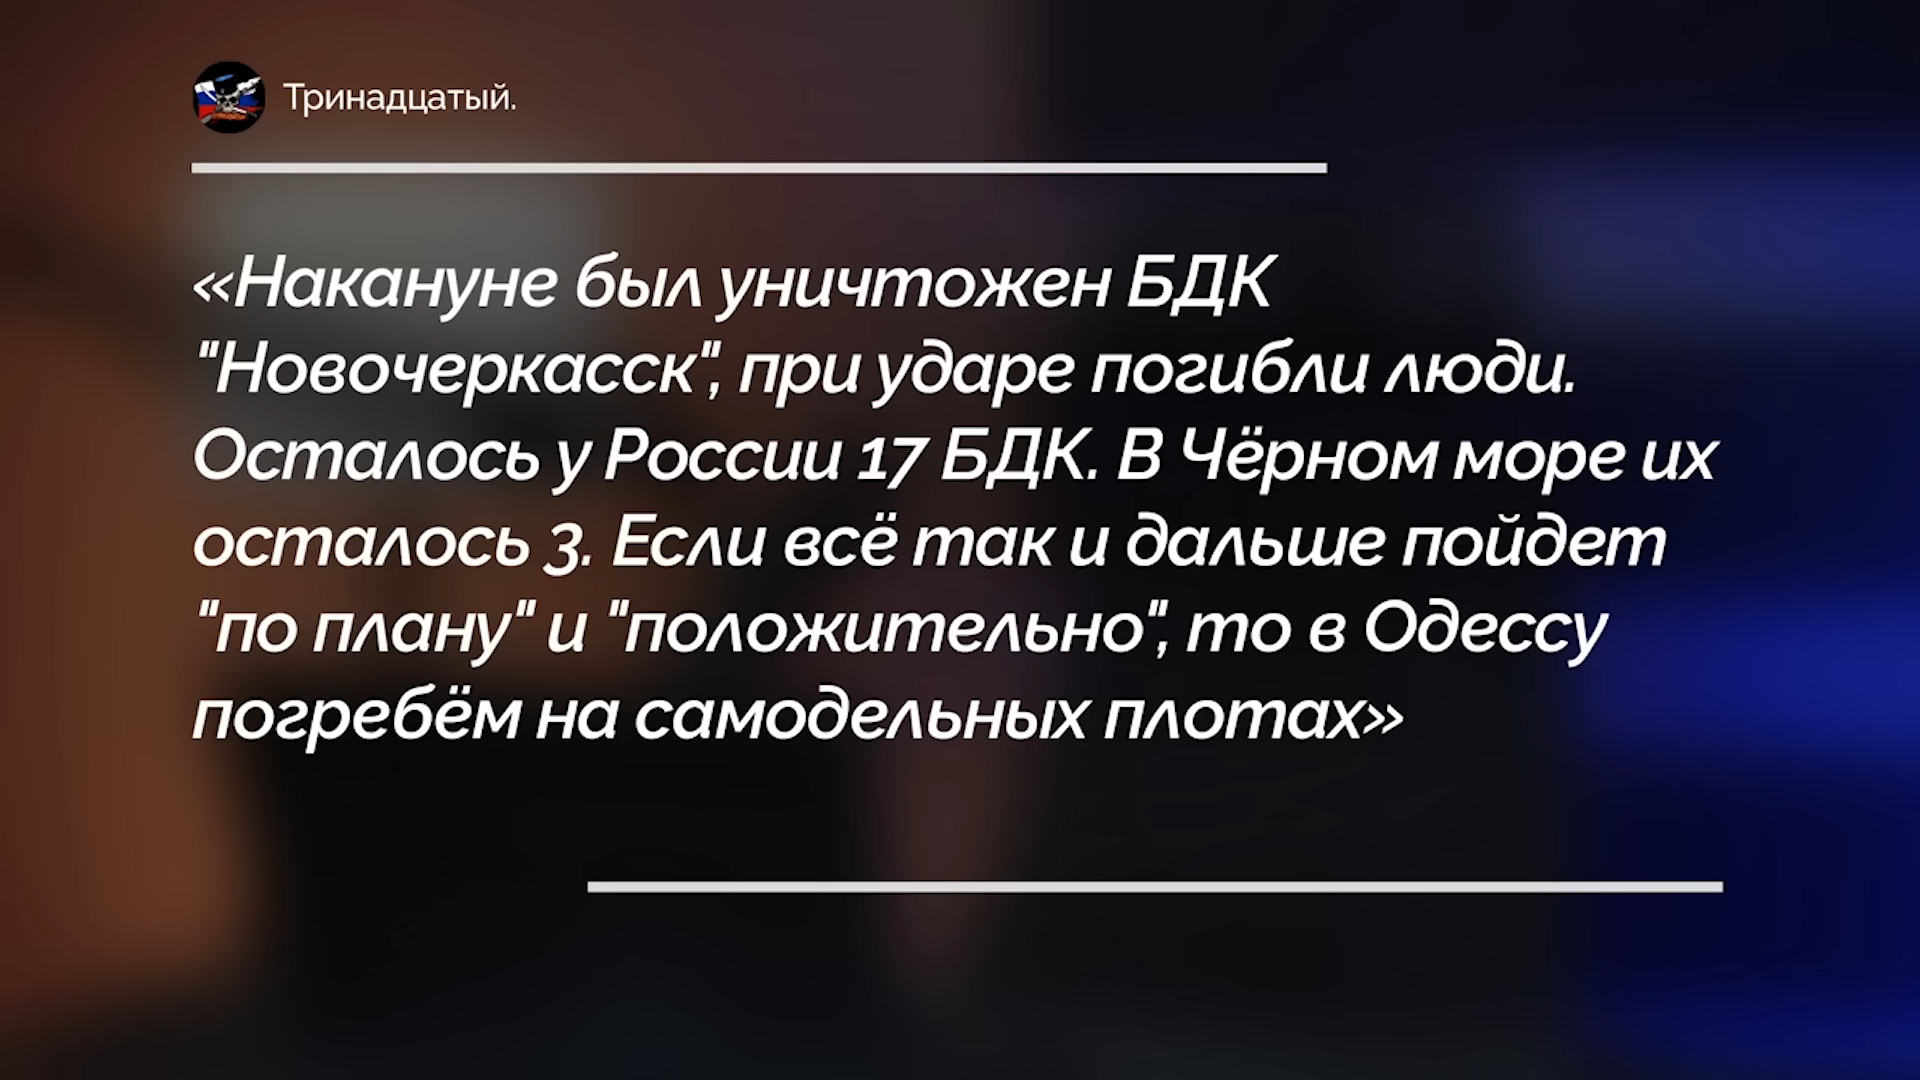 Тринадцатый.
«Накануне был уничтожен БДК
"Новочеркасск", при ударе погибли люди.
Осталось у России 17 БДК. В Чёрном море их
осталось 3. Если всё так и дальше пойдет
"по плану" и "положительно", то в Одессу
погребём на самодельных плотах»